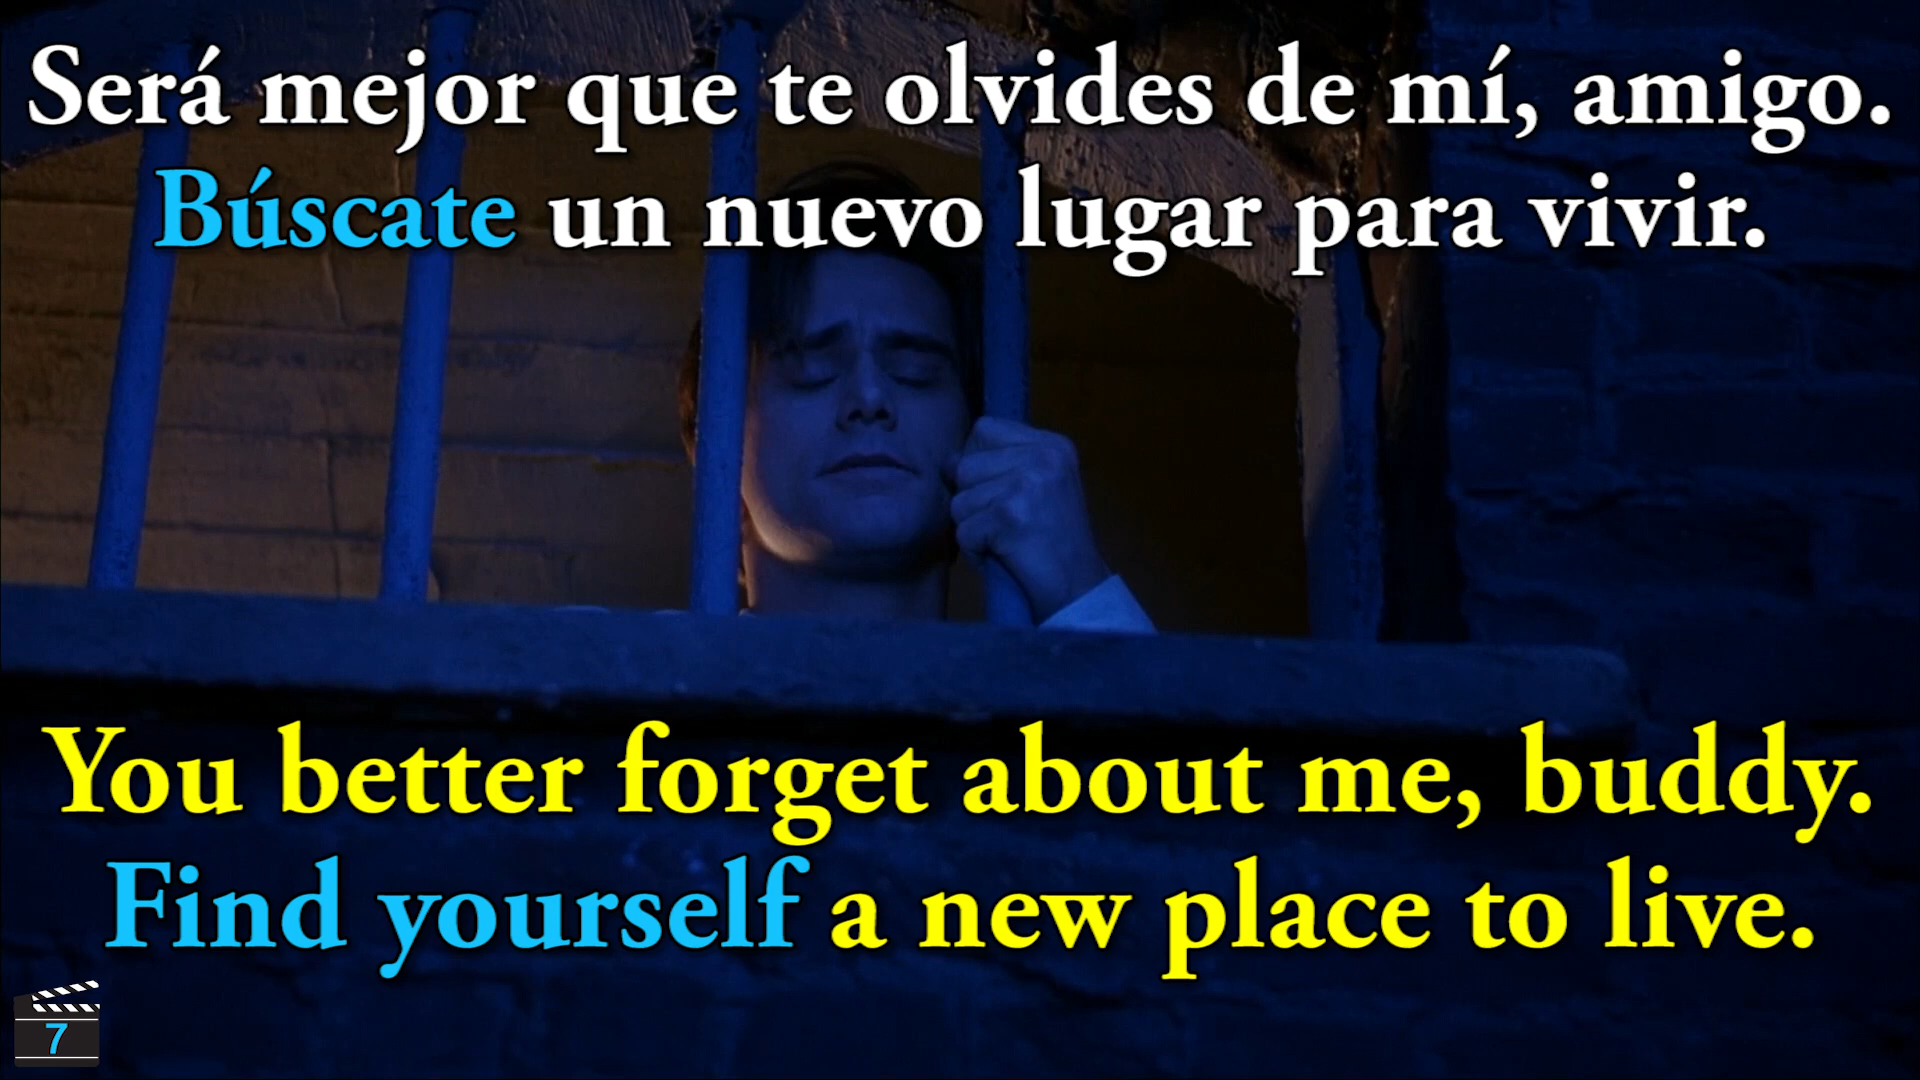 Será mejor que te olvides de mí, amigo.
Búscate un nuevo lugar para vivir.
You better forget about me, buddy.
Find yourself a new place to live.
7